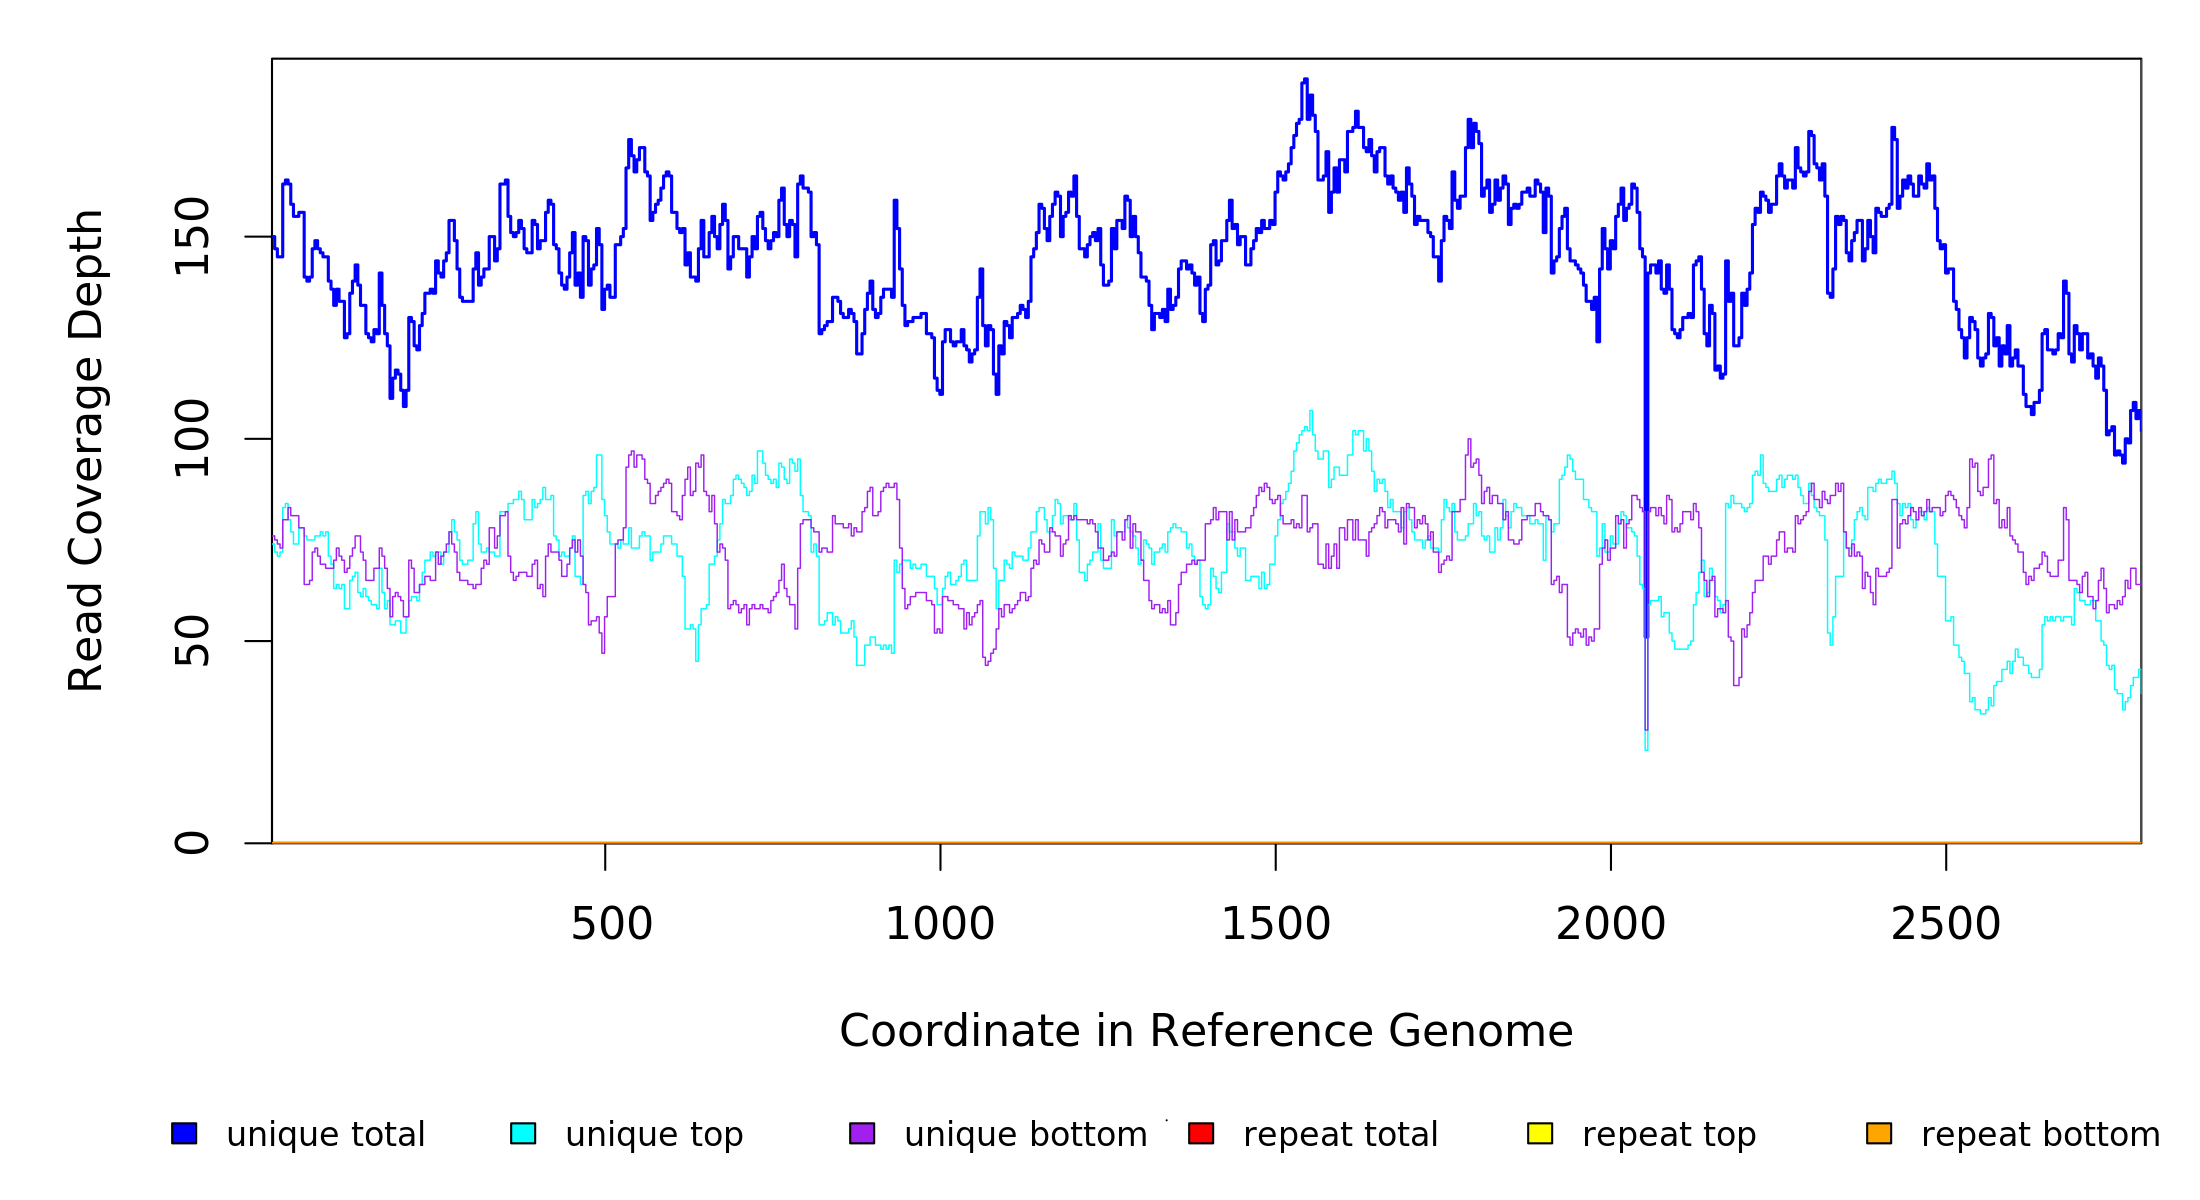 Read Coverage Depth
150
100
50
0
500 1000 1500 2000 2500
Coordinate in Reference Genome
unique total unique top unique bottom repeat total repeat top repeat bottom